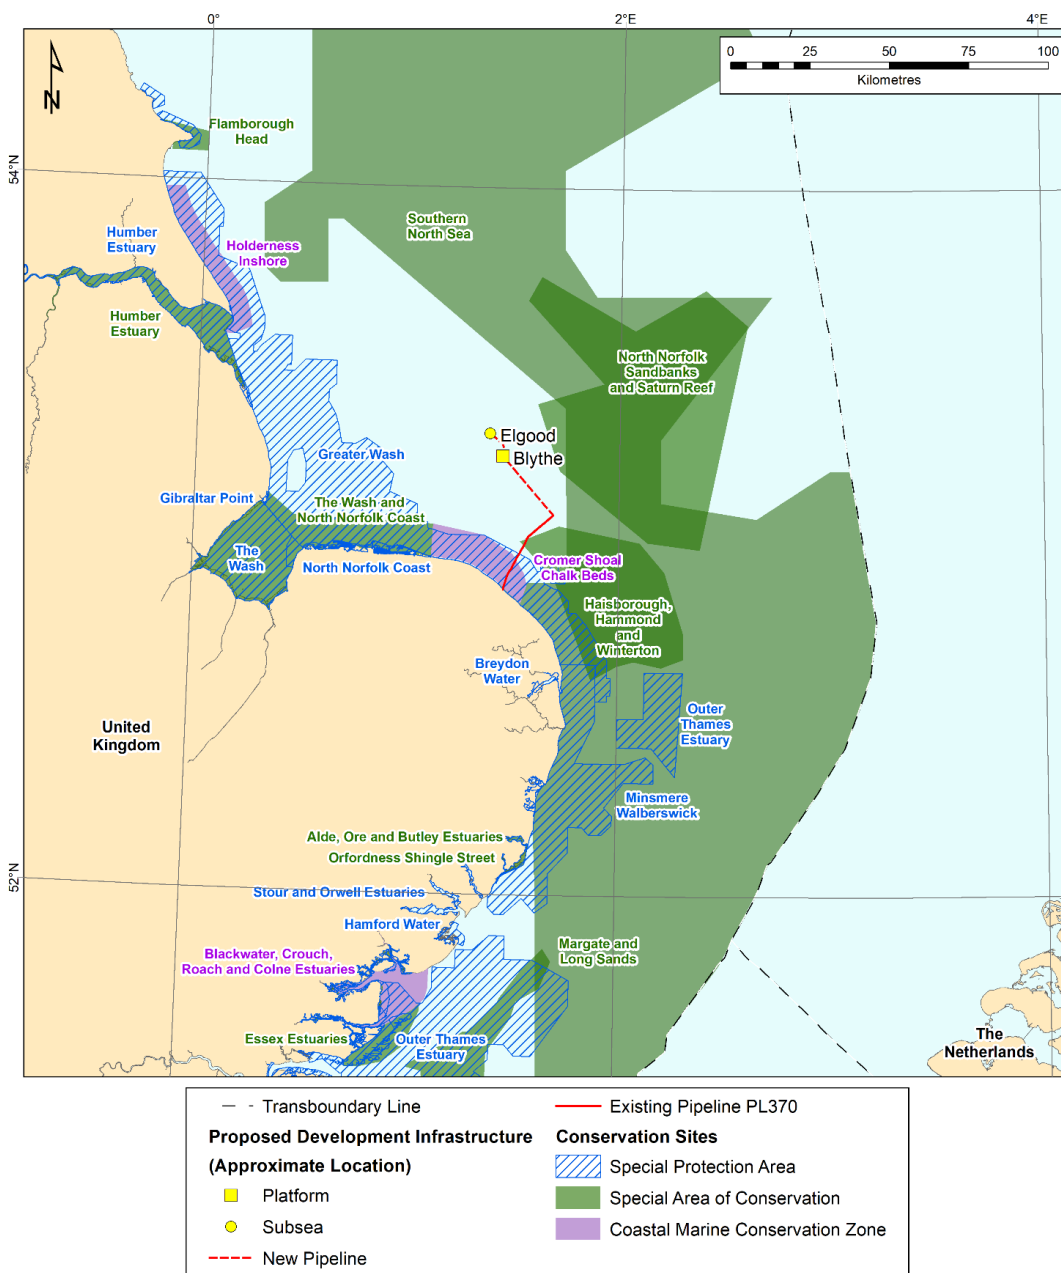 0°
2°E
4°E
0
25
50
75
100
Kilometres
N
54°N
52°N
Flamborough
Head
Southern
North Sea
Humber
Estuary
Holderness
Inshore
Humber
Estuary
North Norfolk
Sandbanks
and Saturn Reef
Elgood
Blythe
Greater Wash
Gibraltar Point
The Wash and
North Norfolk Coast
The
Wash
North Norfolk Coast
Cromer Shoal
Chalk Beds
Haisborough,
Hammond
and
Winterton
Breydon
Water
Outer
Thames
Estuary
United
Kingdom
Minsmere
Walberswick
Alde, Ore and Butley Estuaries
Orfordness Shingle Street
Stour and Orwell Estuaries
Hamford Water
Margate and
Long Sands
Blackwater, Crouch,
Roach and Colne Estuaries
Essex Estuaries
Outer Thames
Estuary
The
Netherlands
Transboundary Line
Proposed Development Infrastructure
(Approximate Location)
Platform
Subsea
New Pipeline
Existing Pipeline PL370
Conservation Sites
Special Protection Area
Special Area of Conservation
Coastal Marine Conservation Zone